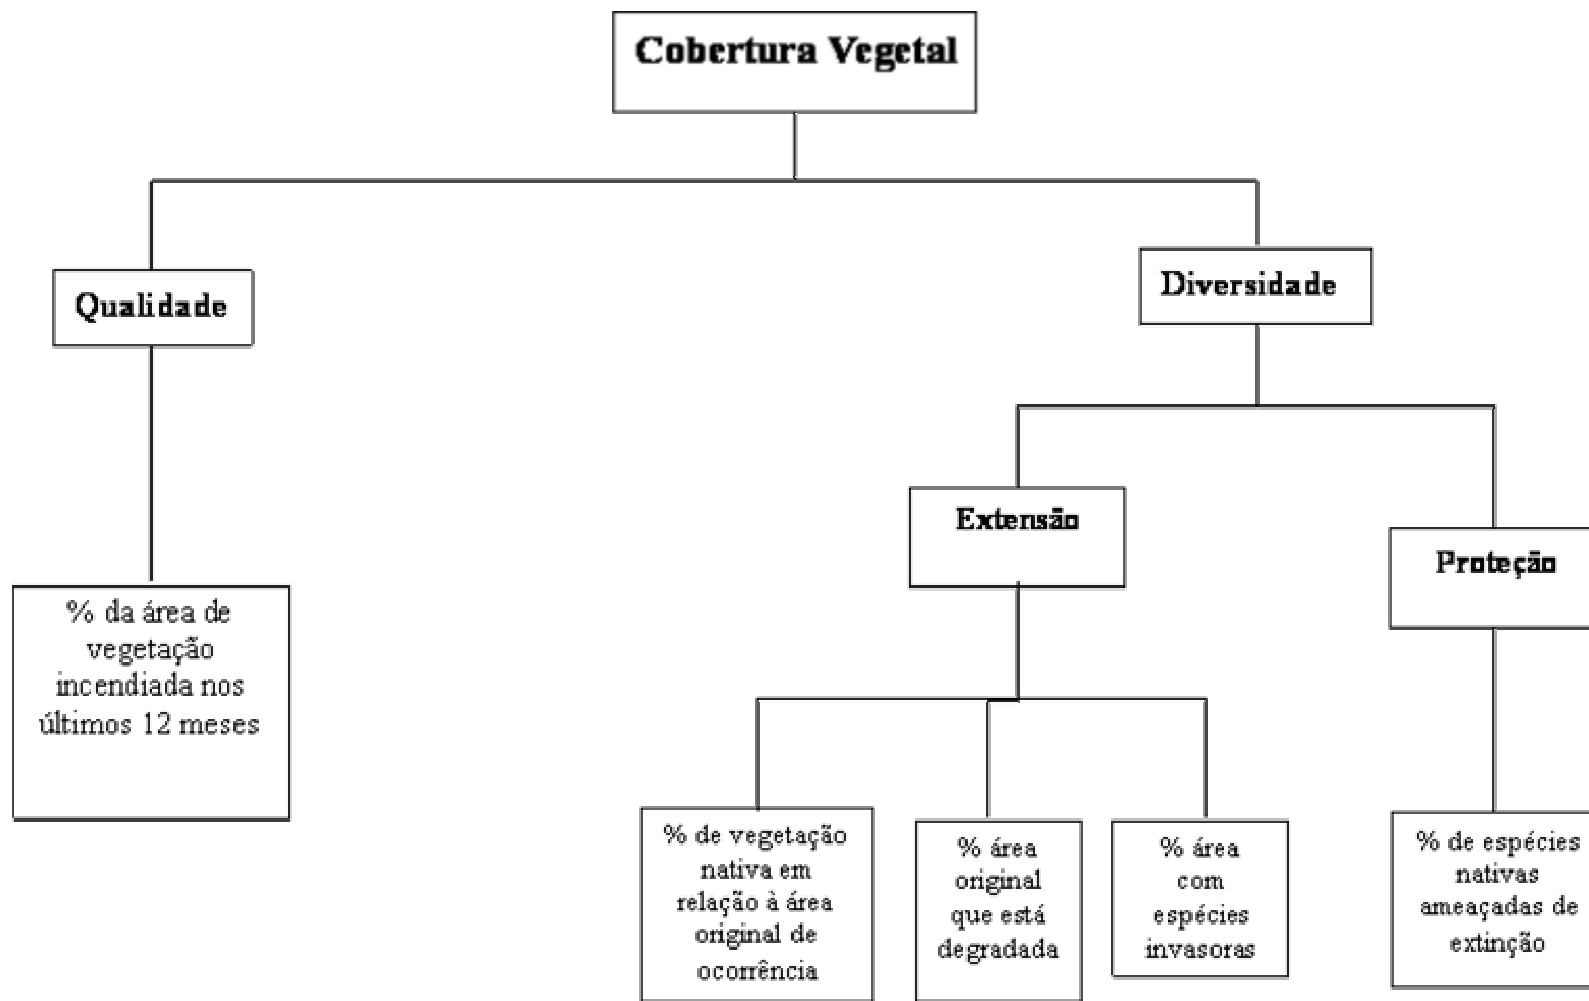 Cobertura Vegetal
Qualidade
Diversidade
Extensão
Proteção
% da área de
vegetação
incendiada nos
últimos 12 meses
% de vegetação
nativa em
relação à área
original de
ocorrência
% área
original
que está
degradada
% área
com
espécies
invasoras
% de espécies
nativas
ameaçadas de
extinção